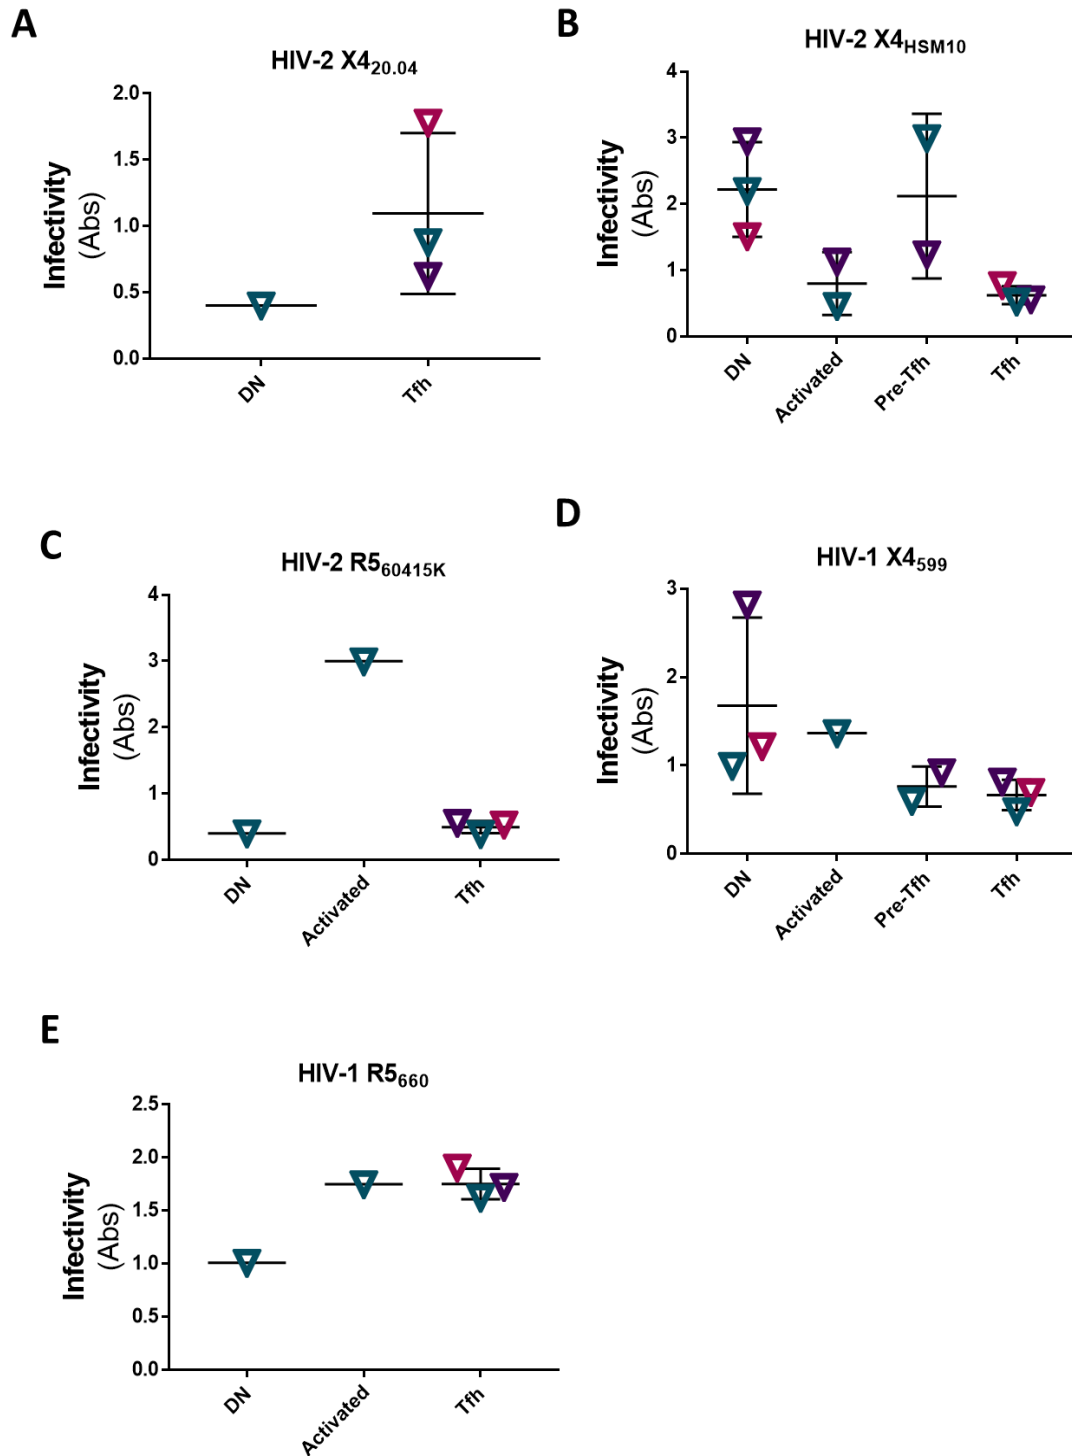 A
HIV-2 X420.04
Infectivity
(Abs)
2.0
1.5
1.0
0.5
0.0
DN
Tfh
B
HIV-2 X4HSM10
Infectivity
(Abs)
4
3
2
1
0
DN
Activated
Pre-Tfh
Tfh
C
HIV-2 R560415K
Infectivity
(Abs)
4
3
2
1
0
DN
Activated
Tfh
D
HIV-1 X4599
Infectivity
(Abs)
3
2
1
0
DN
Activated
Pre-Tfh
Tfh
E
HIV-1 R5660
Infectivity
(Abs)
2.5
2.0
1.5
1.0
0.5
0.0
DN
Activated
Tfh